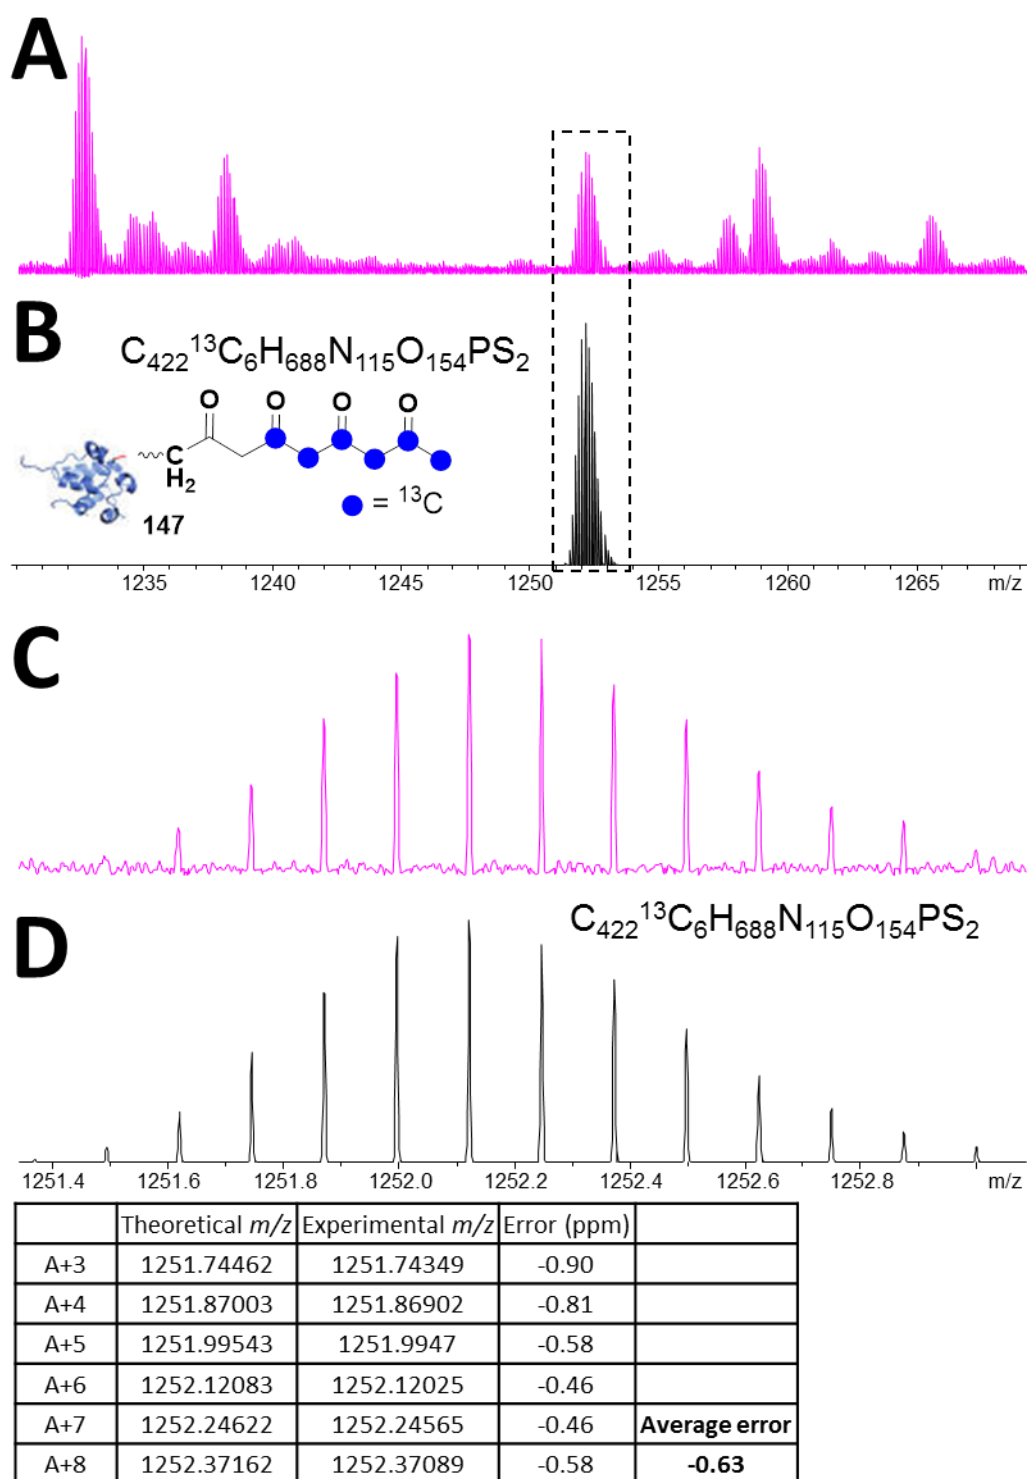 A
B
C₄₂₂¹³C₆H₆₈₈N₁₁₅O₁₅₄PS₂
O O O O
C
H₂
147
= ¹³C
1235 1240 1245 1250 1255 1260 1265 m/z
C
C₄₂₂¹³C₆H₆₈₈N₁₁₅O₁₅₄PS₂
D
1251.4 1251.6 1251.8 1252.0 1252.2 1252.4 1252.6 1252.8 m/z
Theoretical m/z Experimental m/z Error (ppm)
A+3 1251.74462 1251.74349 -0.90
A+4 1251.87003 1251.86902 -0.81
A+5 1251.99543 1251.9947 -0.58
A+6 1252.12083 1252.12025 -0.46
A+7 1252.24622 1252.24565 -0.46 Average error
A+8 1252.37162 1252.37089 -0.58 -0.63